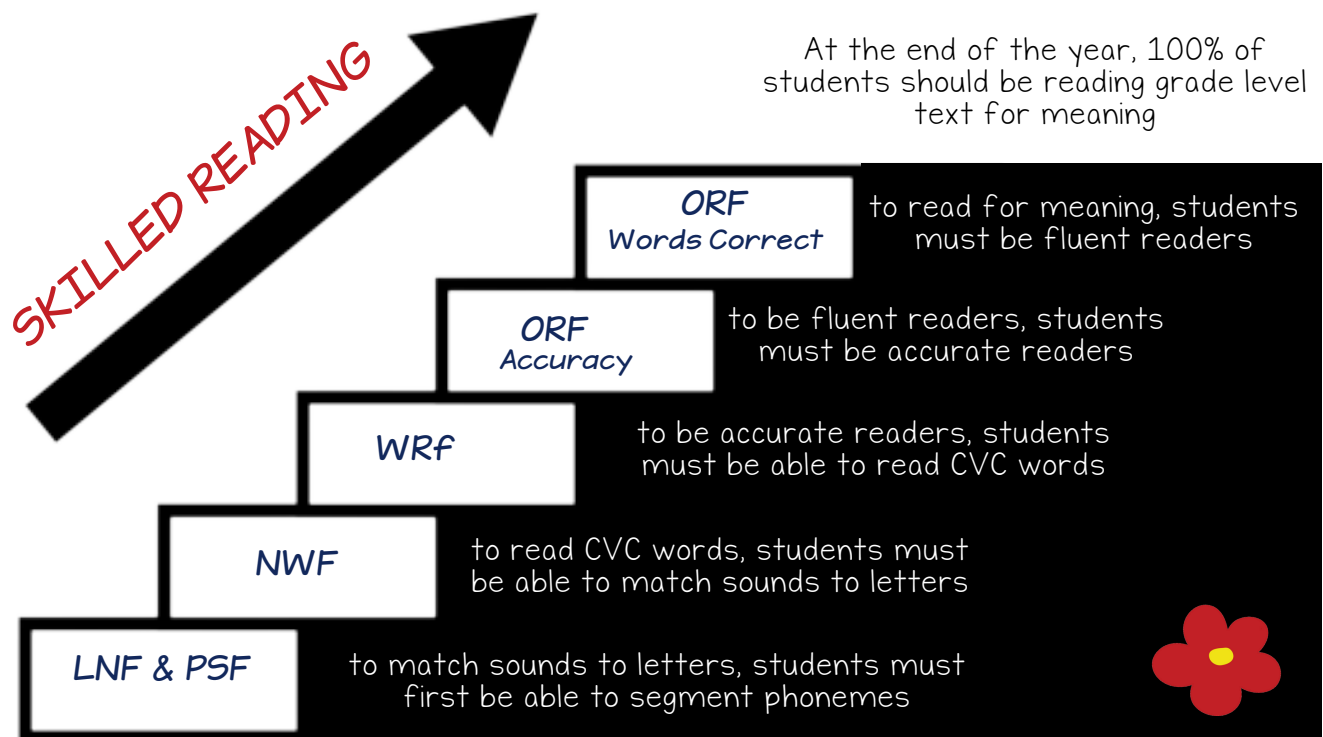 SKILLED READING
At the end of the year, 100% of
students should be reading grade level
text for meaning
ORF
Words Correct
to read for meaning, students
must be fluent readers
ORF
Accuracy
to be fluent readers, students
must be accurate readers
WRf
to be accurate readers, students
must be able to read CVC words
NWF
to read CVC words, students must
be able to match sounds to letters
LNF & PSF
to match sounds to letters, students must
first be able to segment phonemes